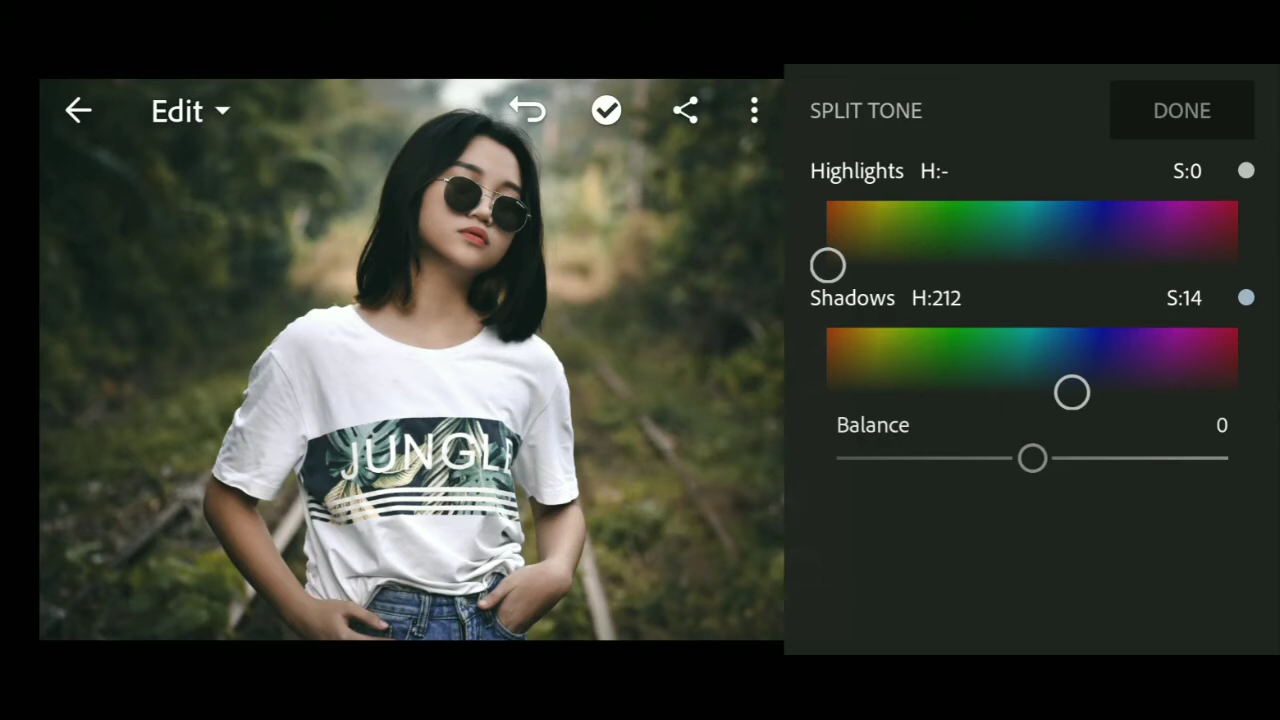 Edit
SPLIT TONE
DONE
Highlights H:- S:0
Shadows H:212 S:14
Balance 0
JUNGLE